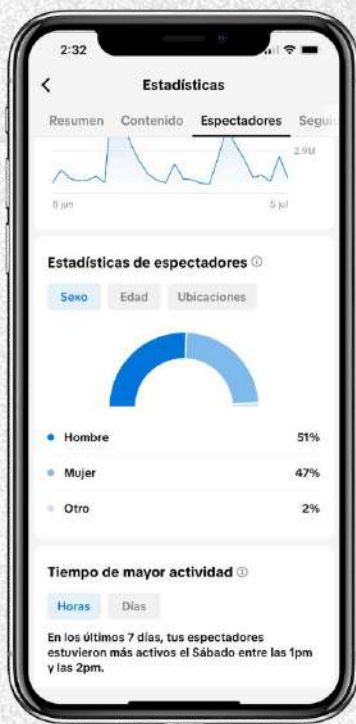 2:32
Estadísticas
Resumen Contenido Espectadores Segui
2.9M
8 jun 5 jul
Estadísticas de espectadores
Sexo Edad Ubicaciones
Hombre 51%
Mujer 47%
Otro 2%
Tiempo de mayor actividad
Horas Días
En los últimos 7 días, tus espectadores
estuvieron más activos el Sábado entre las 1pm
y las 2pm.